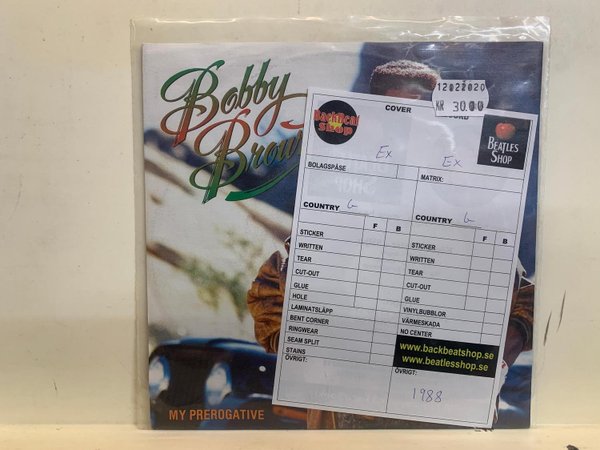 Bobby
Brow
12022020
KR 30.00
COVER
BackBeat
Shop
BEATLES
SHOP
Ex
Ex
BOLAGSPÅSE
MATRIX:
COUNTRY G
COUNTRY G
F B
F B
STICKER
STICKER
WRITTEN
WRITTEN
TEAR
TEAR
CUT-OUT
CUT-OUT
GLUE
GLUE
HOLE
VINYLBUBBLOR
LAMINATSLÄPP
VÄRMESKADA
BENT CORNER
NO CENTER
RINGWEAR
SEAM SPLIT
STAINS
www.backbeatshop.se
www.beatlesshop.se
ÖVRIGT:
ÖVRIGT:
1988
MY PREROGATIVE